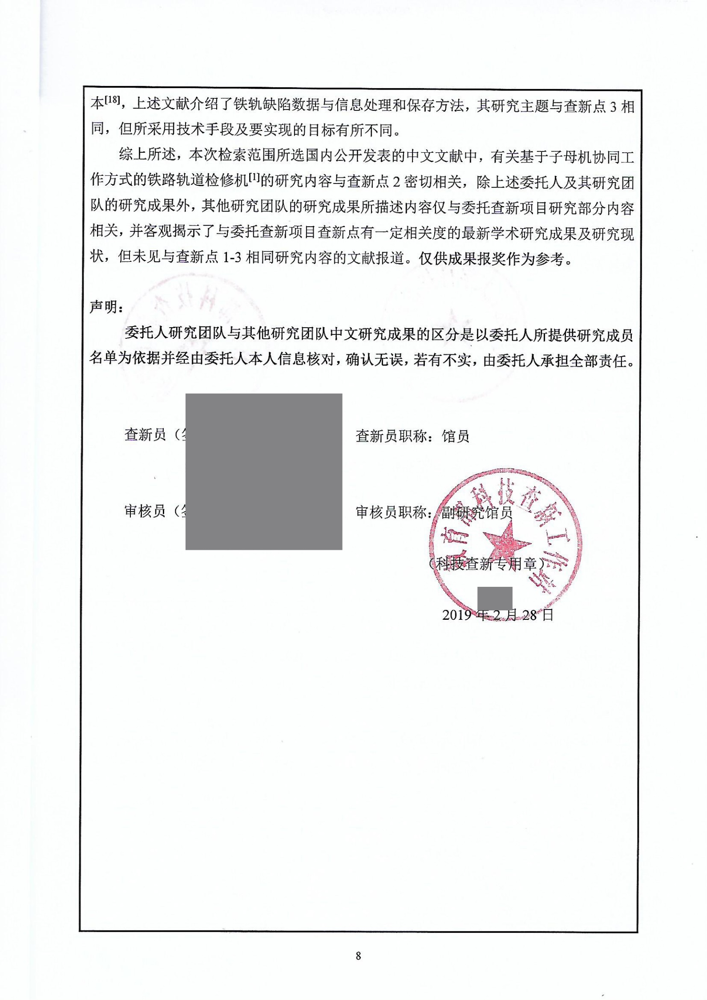 本[18]，上述文献介绍了铁轨缺陷数据与信息处理和保存方法，其研究主题与查新点 3 相
同，但所采用技术手段及要实现的目标有所不同。
综上所述，本次检索范围所选国内公开发表的中文文献中，有关基于子母机协同工
作方式的铁路轨道检修机[1]的研究内容与查新点 2 密切相关，除上述委托人及其研究团
队的研究成果外，其他研究团队的研究成果所描述内容仅与委托查新项目研究部分内容
相关，并客观揭示了与委托查新项目查新点有一定相关度的最新学术研究成果及研究现
状，但未见与查新点 1-3 相同研究内容的文献报道。仅供成果报奖作为参考。
声明：
委托人研究团队与其他研究团队中文研究成果的区分是以委托人所提供研究成员
名单为依据并经由委托人本人信息核对，确认无误，若有不实，由委托人承担全部责任。
查新员（
查新员职称：馆员
审核员（
审核员职称：副研究馆员
教育部科技查新工作站
（科技查新专用章）
2019 年 2 月 28 日
8